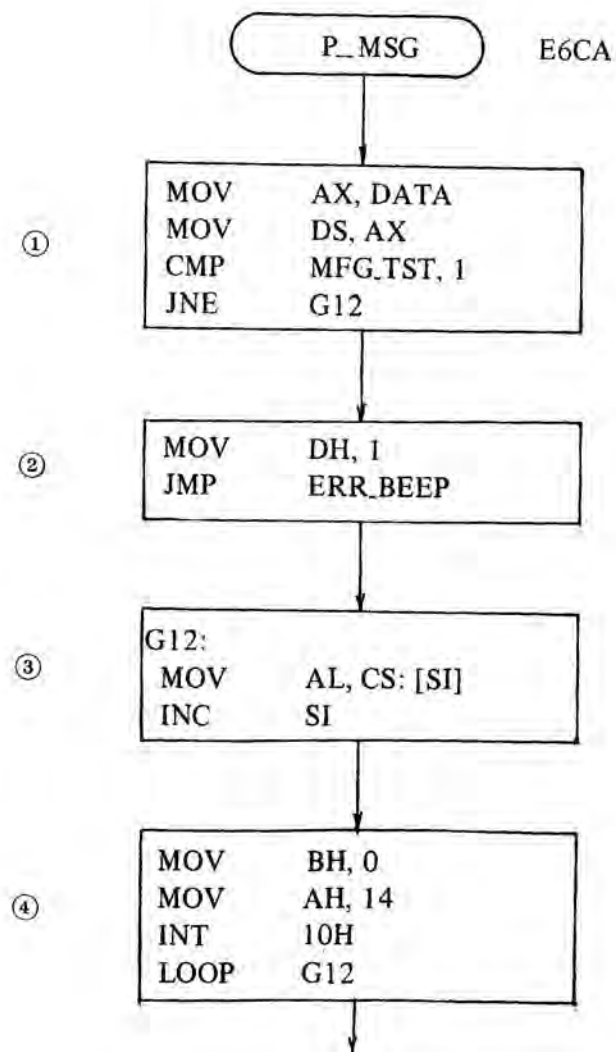 P_MSG E6CA
①
MOV AX, DATA
MOV DS, AX
CMP MFG_TST, 1
JNE G12
②
MOV DH, 1
JMP ERR_BEEP
③
G12:
MOV AL, CS: [SI]
INC SI
④
MOV BH, 0
MOV AH, 14
INT 10H
LOOP G12